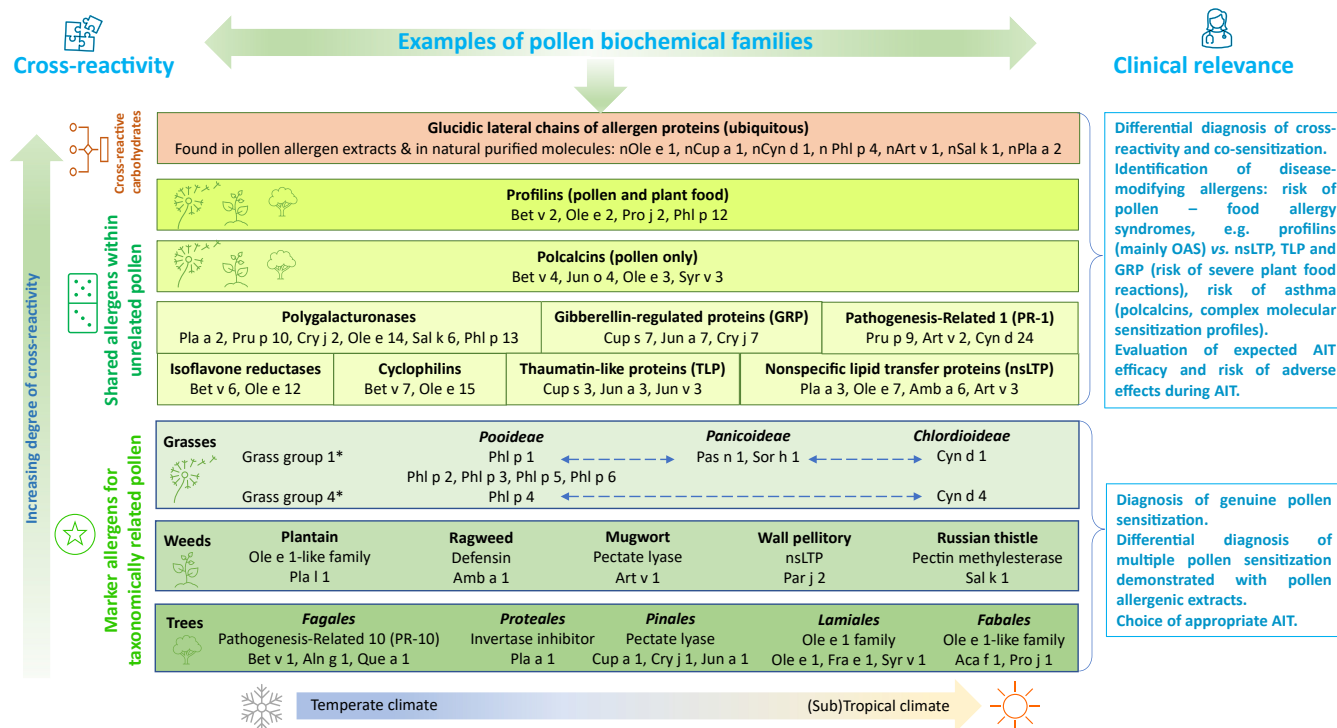 Cross-reactivity
Examples of pollen biochemical families
Clinical relevance
Increasing degree of cross-reactivity
Cross-reactive
carbohydrates
Glucidic lateral chains of allergen proteins (ubiquitous)
Found in pollen allergen extracts & in natural purified molecules: nOle e 1, nCup a 1, nCyn d 1, n Phl p 4, nArt v 1, nSal k 1, nPla a 2
Shared allergens within
unrelated pollen
Profilins (pollen and plant food)
Bet v 2, Ole e 2, Pro j 2, Phl p 12
Polcalcins (pollen only)
Bet v 4, Jun o 4, Ole e 3, Syr v 3
Polygalacturonases
Pla a 2, Pru p 10, Cry j 2, Ole e 14, Sal k 6, Phl p 13
Gibberellin-regulated proteins (GRP)
Cup s 7, Jun a 7, Cry j 7
Pathogenesis-Related 1 (PR-1)
Pru p 9, Art v 2, Cyn d 24
Isoflavone reductases
Bet v 6, Ole e 12
Cyclophilins
Bet v 7, Ole e 15
Thaumatin-like proteins (TLP)
Cup s 3, Jun a 3, Jun v 3
Nonspecific lipid transfer proteins (nsLTP)
Pla a 3, Ole e 7, Amb a 6, Art v 3
Differential diagnosis of cross-
reactivity and co-sensitization.
Identification of disease-
modifying allergens: risk of
pollen – food allergy
syndromes, e.g. profilins
(mainly OAS) vs. nsLTP, TLP and
GRP (risk of severe plant food
reactions), risk of asthma
(polcalcins, complex molecular
sensitization profiles).
Evaluation of expected AIT
efficacy and risk of adverse
effects during AIT.
Marker allergens for
taxonomically related pollen
Grasses
Pooideae
Panicoideae
Chlordioideae
Grass group 1*
Phl p 1
Pas n 1, Sor h 1
Cyn d 1
Phl p 2, Phl p 3, Phl p 5, Phl p 6
Grass group 4*
Phl p 4
Cyn d 4
Weeds
Plantain
Ole e 1-like family
Pla l 1
Ragweed
Defensin
Amb a 1
Mugwort
Pectate lyase
Art v 1
Wall pellitory
nsLTP
Par j 2
Russian thistle
Pectin methylesterase
Sal k 1
Trees
Fagales
Pathogenesis-Related 10 (PR-10)
Bet v 1, Aln g 1, Que a 1
Proteales
Invertase inhibitor
Pla a 1
Pinales
Pectate lyase
Cup a 1, Cry j 1, Jun a 1
Lamiales
Ole e 1 family
Ole e 1, Fra e 1, Syr v 1
Fabales
Ole e 1-like family
Aca f 1, Pro j 1
Diagnosis of genuine pollen
sensitization.
Differential diagnosis of
multiple pollen sensitization
demonstrated with pollen
allergenic extracts.
Choice of appropriate AIT.
Temperate climate
(Sub)Tropical climate